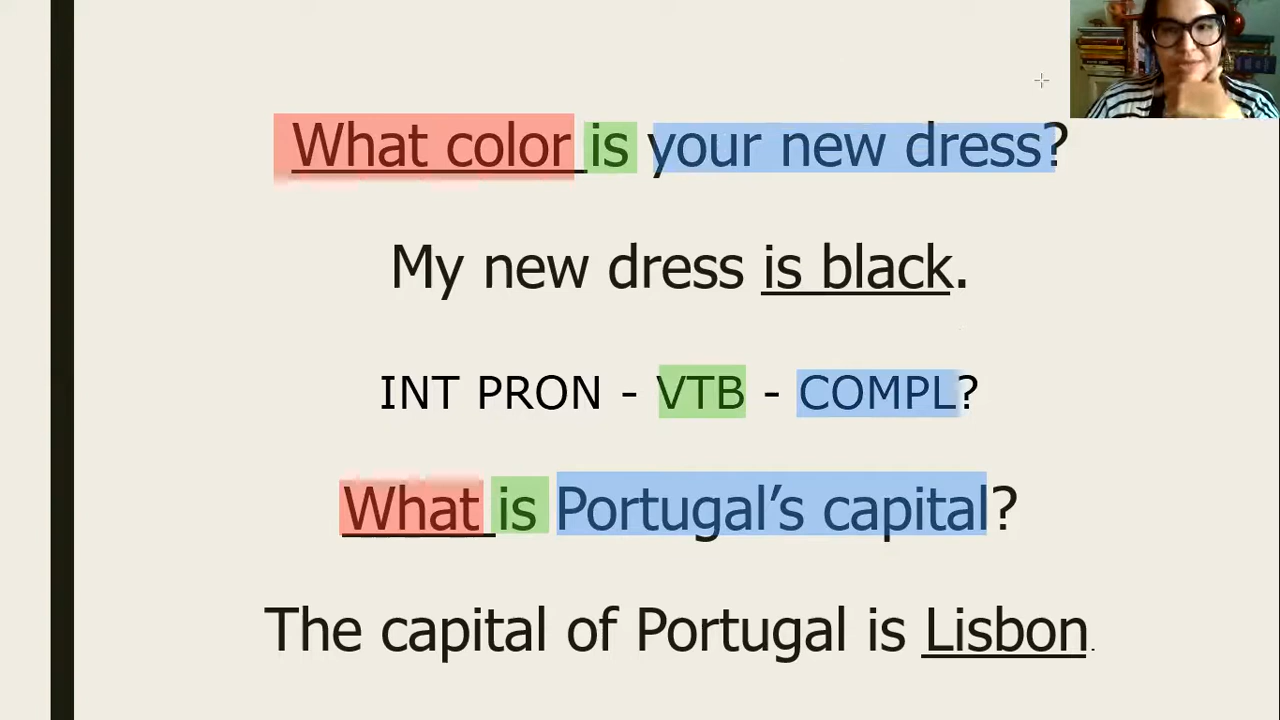 What color is your new dress?
My new dress is black.
INT PRON - VTB - COMPL?
What is Portugal’s capital?
The capital of Portugal is Lisbon.